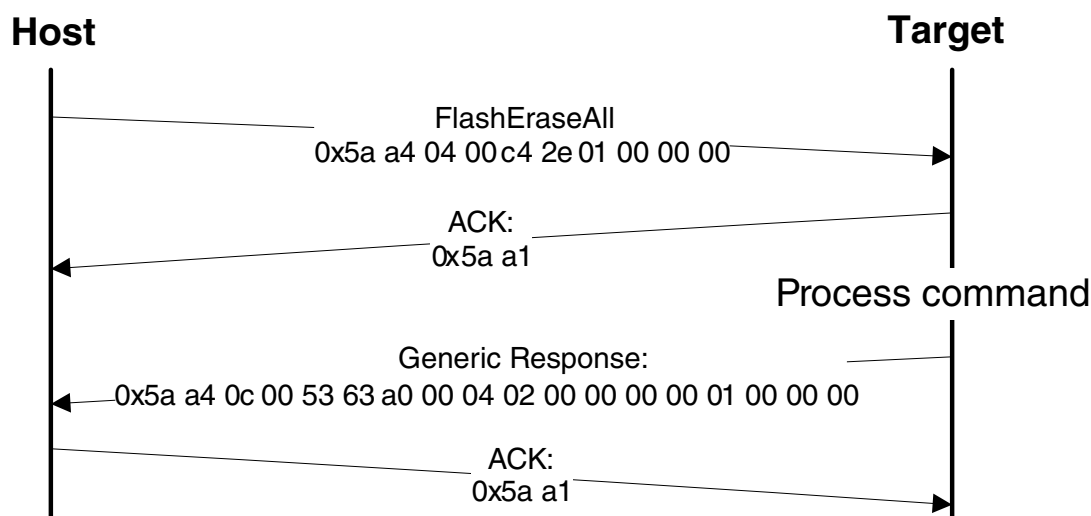 Host
Target
FlashEraseAll
0x5a a4 04 00 c4 2e 01 00 00 00
ACK:
0x5a a1
Process command
Generic Response:
0x5a a4 0c 00 53 63 a0 00 04 02 00 00 00 00 01 00 00 00
ACK:
0x5a a1